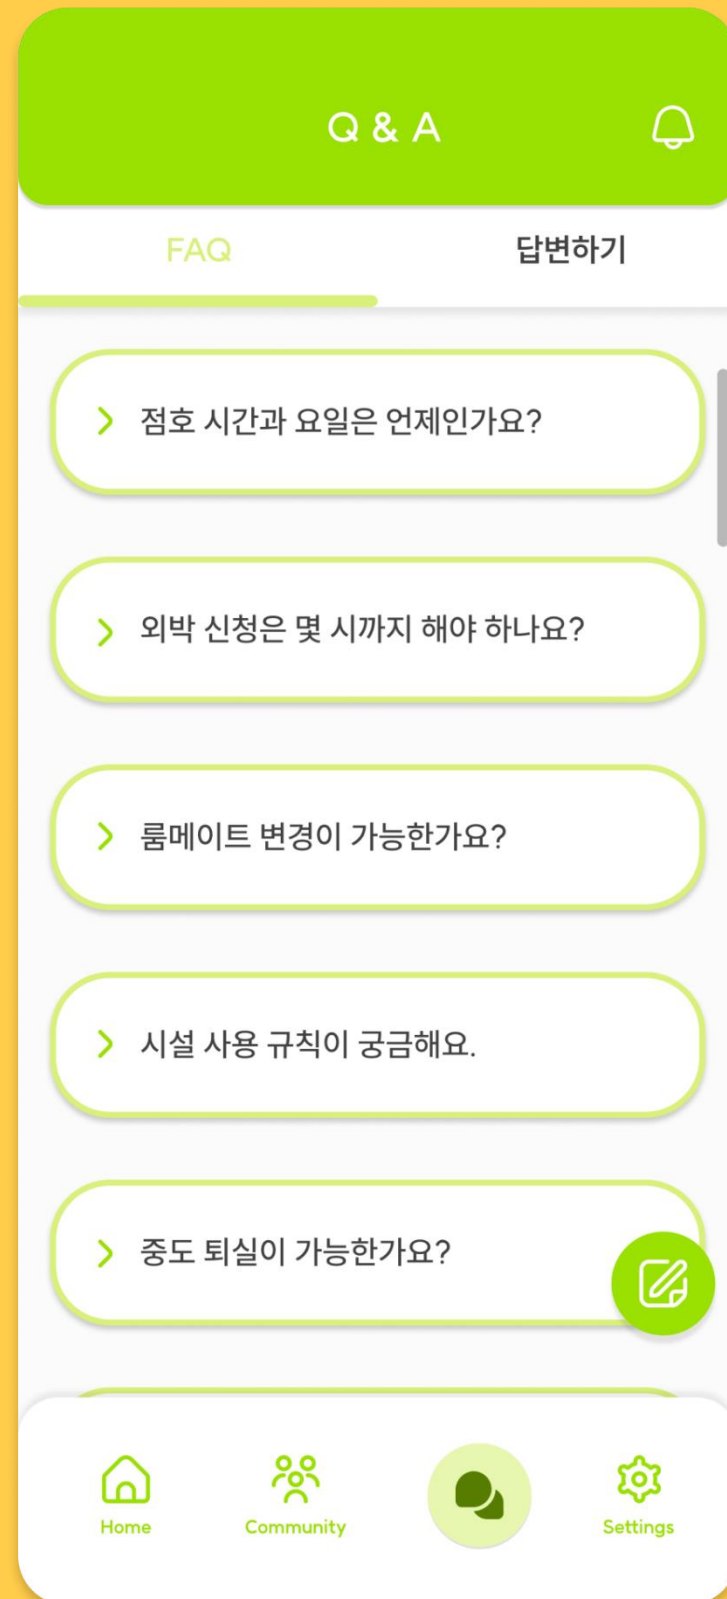 Q & A
FAQ
답변하기
점호 시간과 요일은 언제인가요?
외박 신청은 몇 시까지 해야 하나요?
룸메이트 변경이 가능한가요?
시설 사용 규칙이 궁금해요.
중도 퇴실이 가능한가요?
Home
Community
Settings